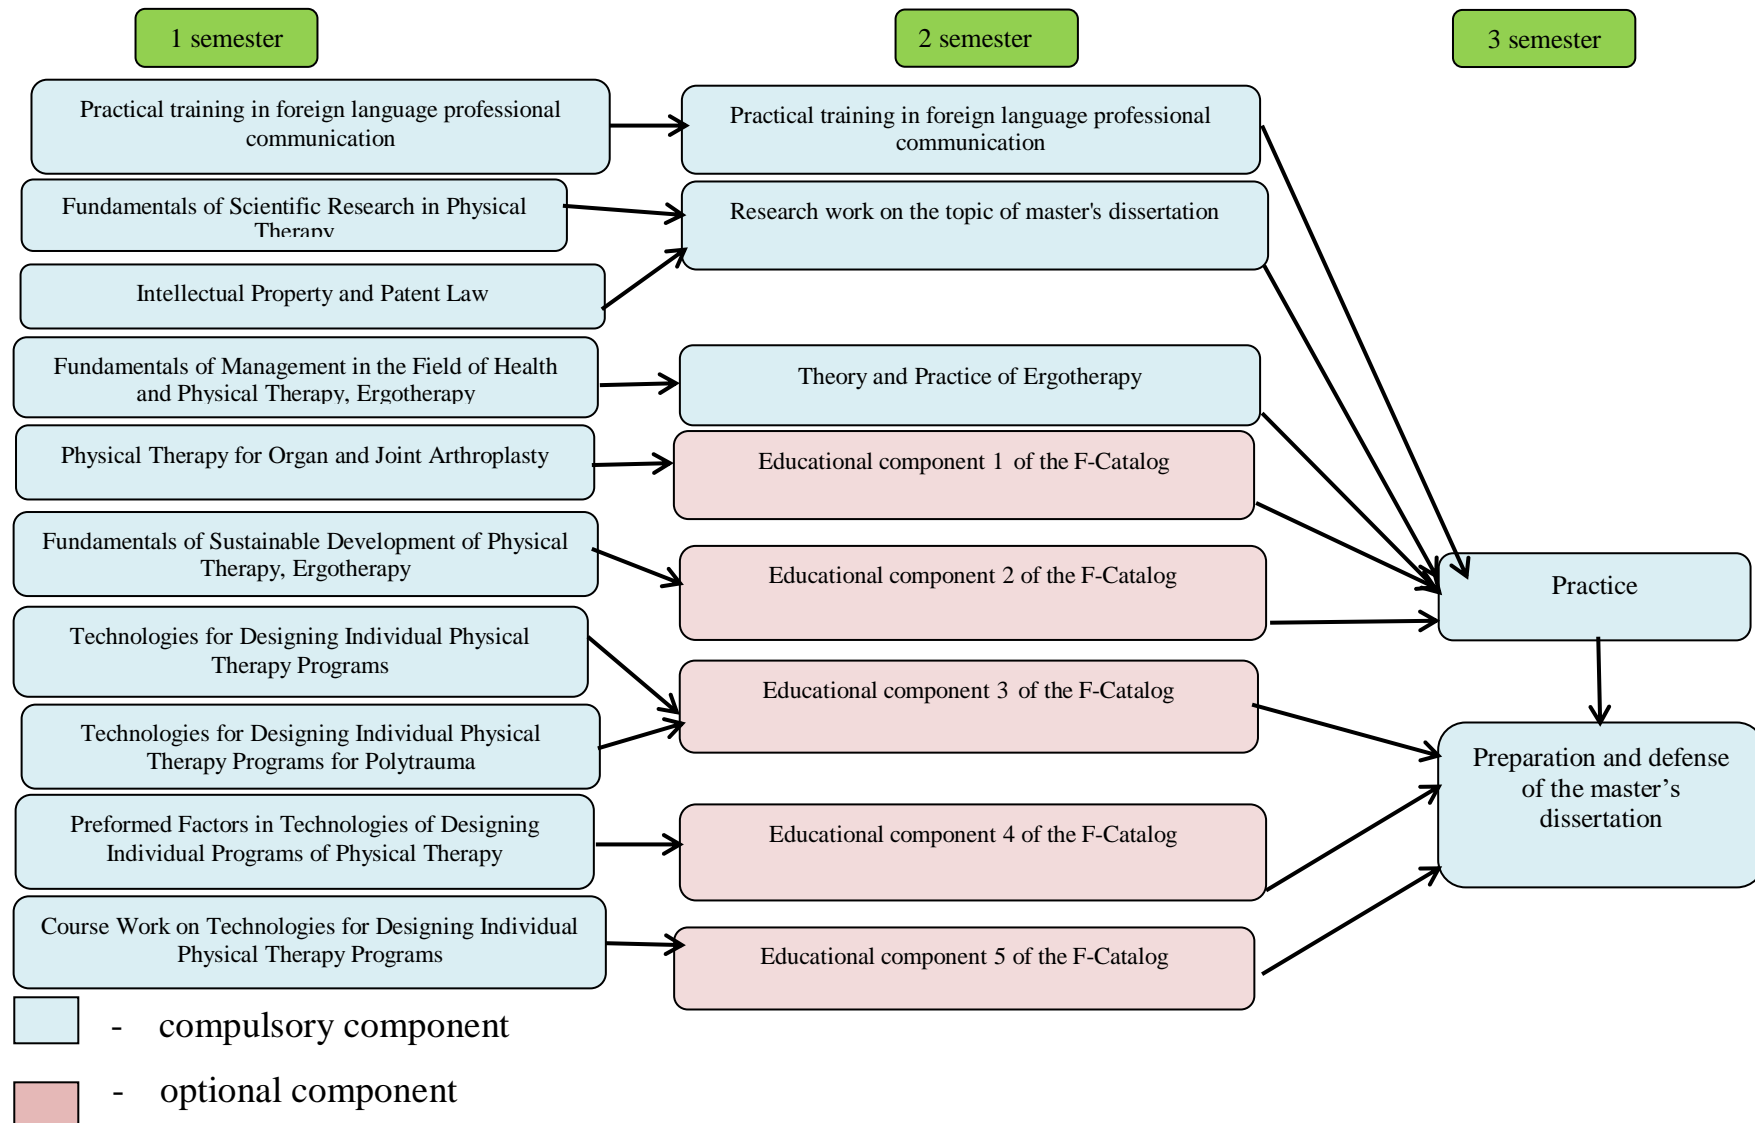 1 semester
2 semester
3 semester
Practical training in foreign language professional
communication
Practical training in foreign language professional
communication
Fundamentals of Scientific Research in Physical
Therapy
Research work on the topic of master's dissertation
Intellectual Property and Patent Law
Fundamentals of Management in the Field of Health
and Physical Therapy, Ergotherapy
Theory and Practice of Ergotherapy
Physical Therapy for Organ and Joint Arthroplasty
Educational component 1 of the F-Catalog
Fundamentals of Sustainable Development of Physical
Therapy, Ergotherapy
Educational component 2 of the F-Catalog
Practice
Technologies for Designing Individual Physical
Therapy Programs
Educational component 3 of the F-Catalog
Technologies for Designing Individual Physical
Therapy Programs for Polytrauma
Preparation and defense
of the master’s
dissertation
Preformed Factors in Technologies of Designing
Individual Programs of Physical Therapy
Educational component 4 of the F-Catalog
Course Work on Technologies for Designing Individual
Physical Therapy Programs
Educational component 5 of the F-Catalog
- compulsory component
- optional component